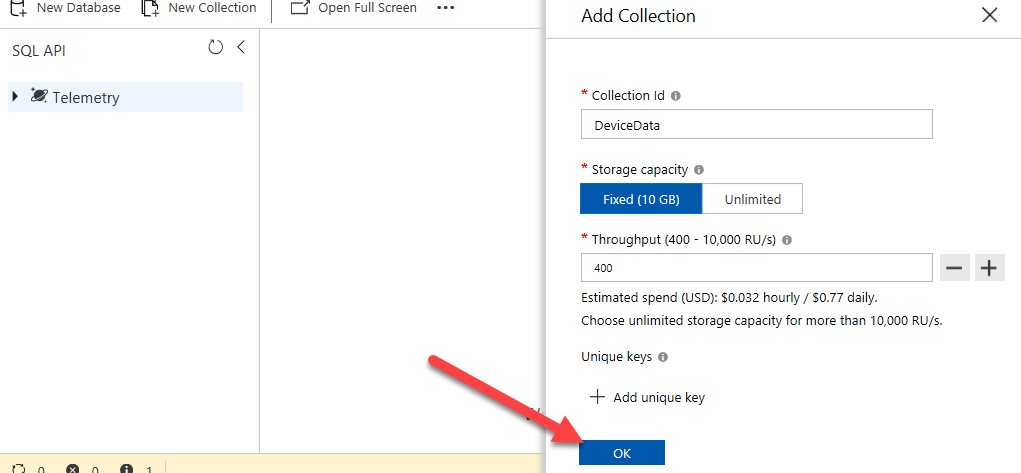 New Database New Collection Open Full Screen
SQL API
Telemetry
0 0 1
Add Collection
* Collection Id
DeviceData
* Storage capacity
Fixed (10 GB) Unlimited
* Throughput (400 - 10,000 RU/s)
400
Estimated spend (USD): $0.032 hourly / $0.77 daily.
Choose unlimited storage capacity for more than 10,000 RU/s.
Unique keys
Add unique key
OK